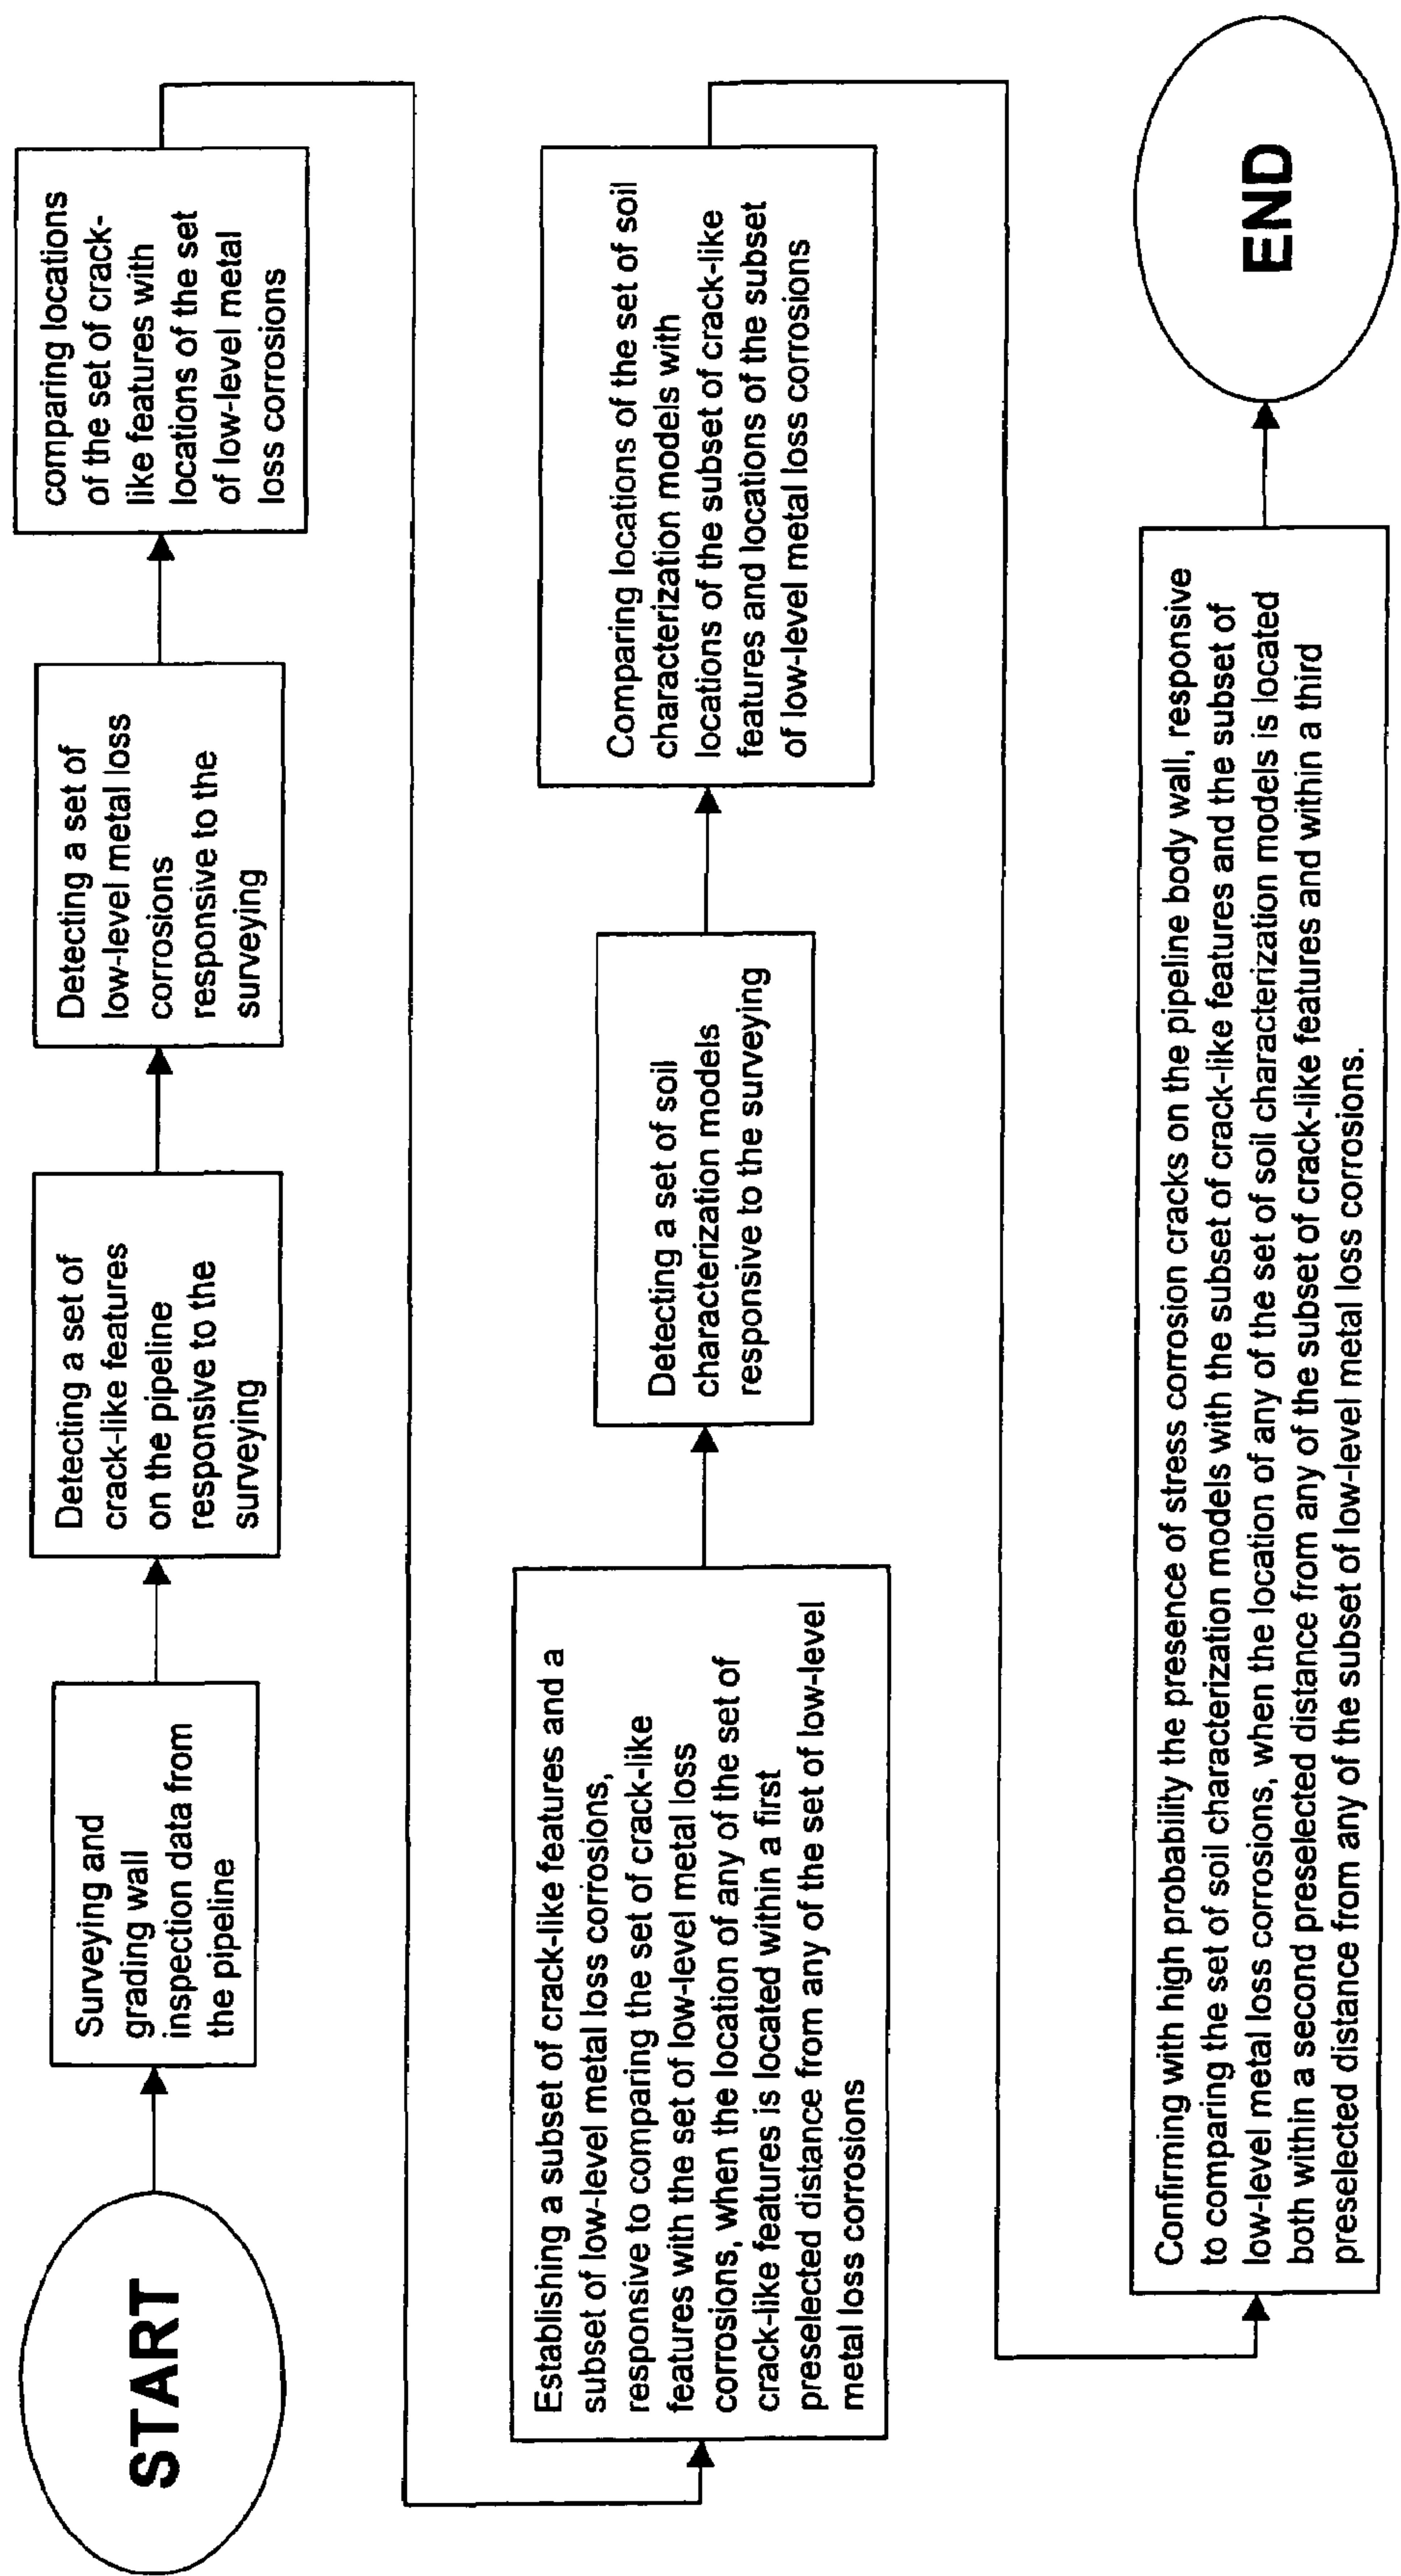 START
Surveying and
grading wall
inspection data from
the pipeline
Detecting a set of
crack-like features
on the pipeline
responsive to the
surveying
Detecting a set of
low-level metal loss
corrosions
responsive to the
surveying
comparing locations
of the set of crack-
like features with
locations of the set
of low-level metal
loss corrosions
Establishing a subset of crack-like features and a
subset of low-level metal loss corrosions,
responsive to comparing the set of crack-like
features with the set of low-level metal loss
corrosions, when the location of any of the set of
crack-like features is located within a first
preselected distance from any of the set of low-level
metal loss corrosions
Detecting a set of soil
characterization models
responsive to the surveying
Comparing locations of the set of soil
characterization models with
locations of the subset of crack-like
features and locations of the subset
of low-level metal loss corrosions
Confirming with high probability the presence of stress corrosion cracks on the pipeline body wall, responsive
to comparing the set of soil characterization models with the subset of crack-like features and the subset of
low-level metal loss corrosions, when the location of any of the set of soil characterization models is located
both within a second preselected distance from any of the subset of crack-like features and within a third
preselected distance from any of the subset of low-level metal loss corrosions.
END